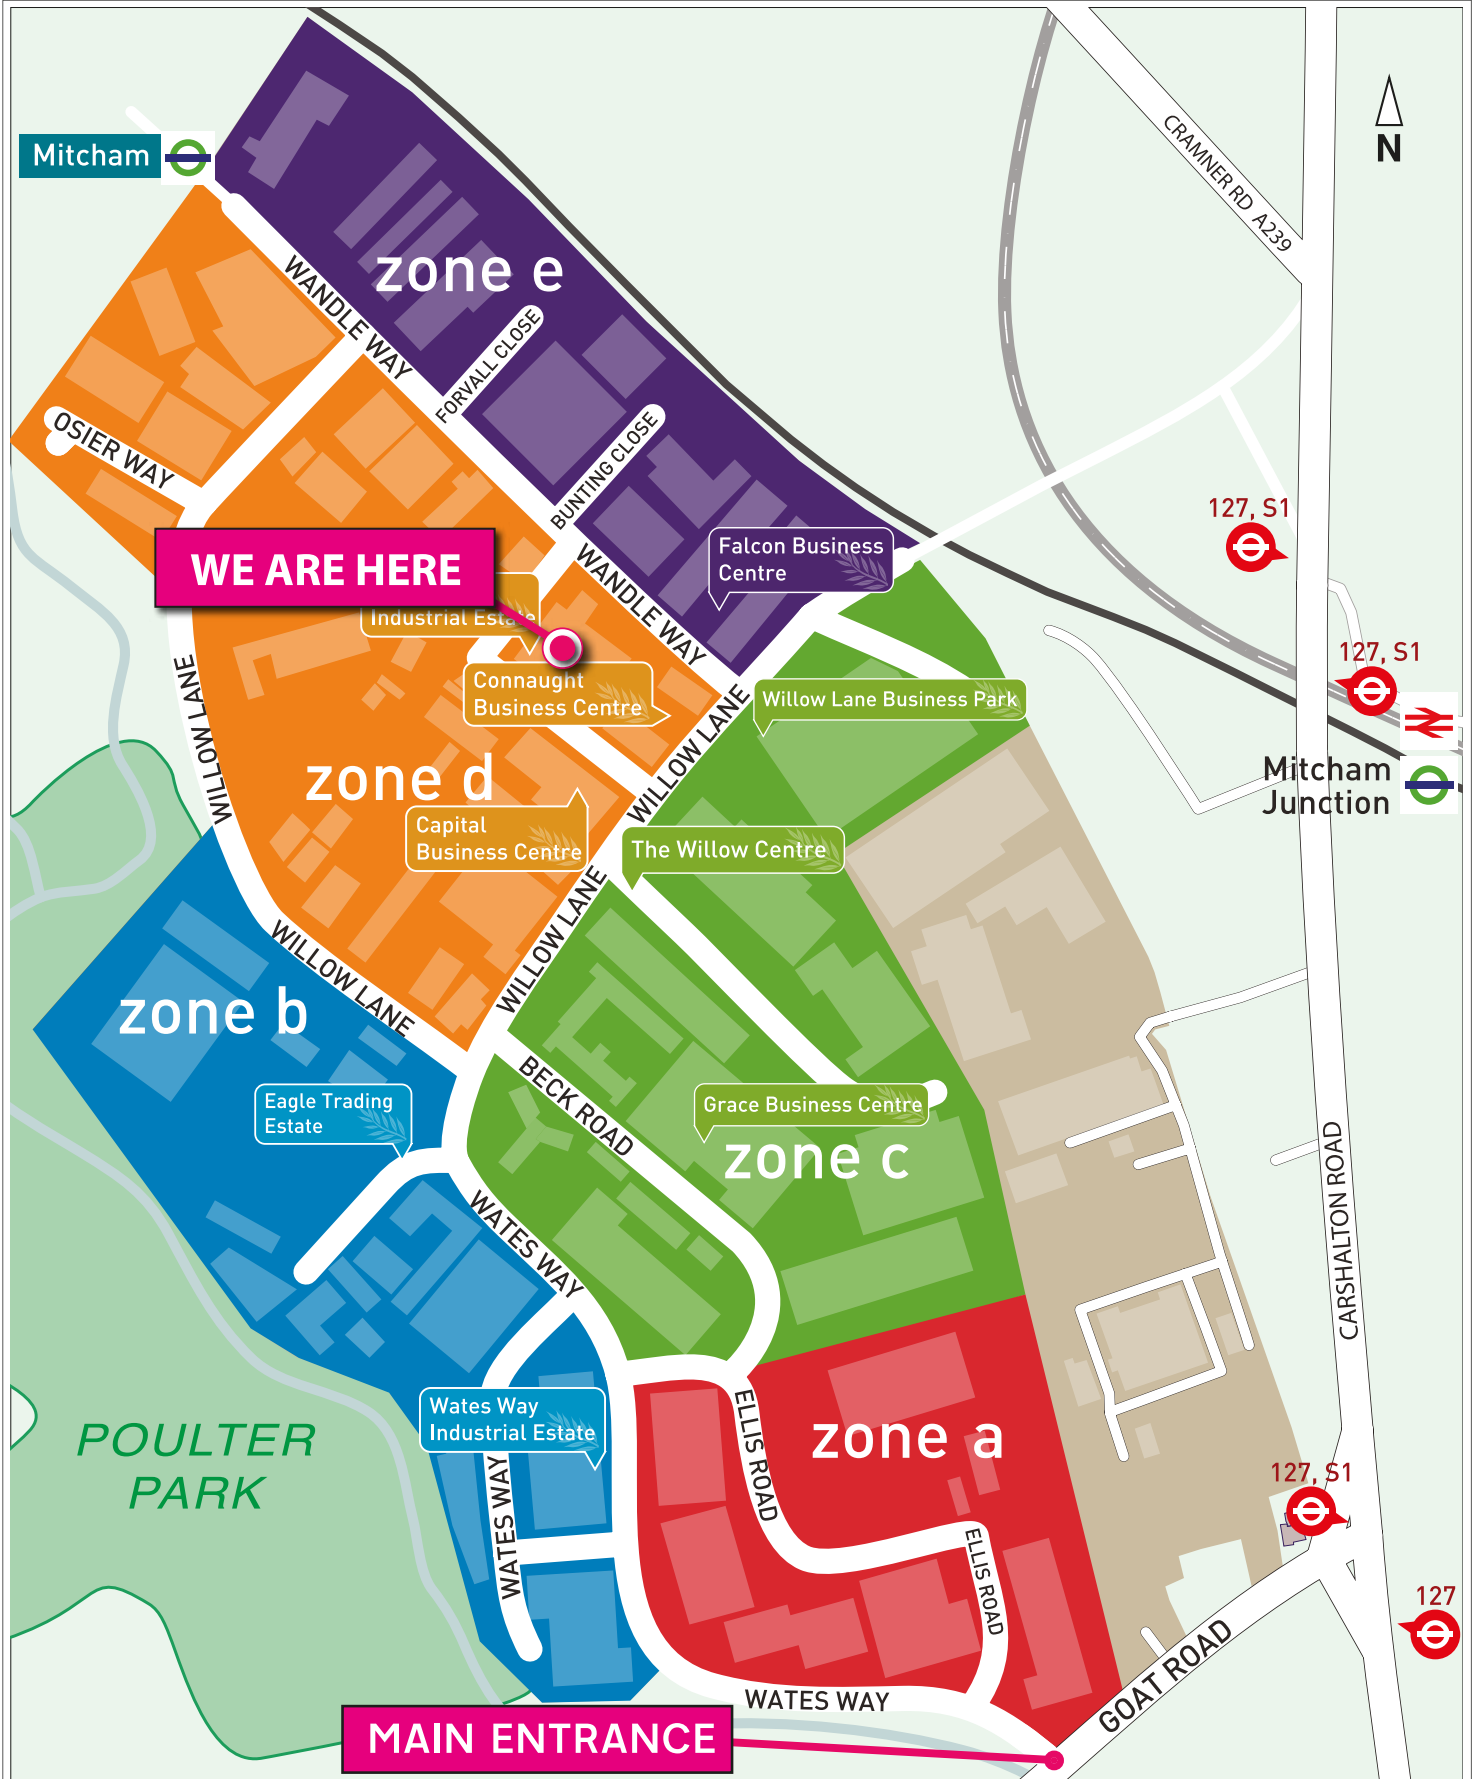 CRAMNER RD A239
N
Mitcham
zone e
WANDLE WAY
FORVALL CLOSE
BUNTING CLOSE
OSIER WAY
127, S1
Falcon Business
Centre
WE ARE HERE
Industrial Estate
WANDLE WAY
127, S1
Connaught
Business Centre
Willow Lane Business Park
WILLOW LANE
WILLOW LANE
zone d
Mitcham
Junction
Capital
Business Centre
The Willow Centre
WILLOW LANE
WILLOW LANE
zone b
BECK ROAD
Eagle Trading
Estate
Grace Business Centre
zone c
CARSHALTON ROAD
WATES WAY
Wates Way
Industrial Estate
ELLIS ROAD
zone a
POULTER
PARK
127, S1
WATES WAY
ELLIS ROAD
127
GOAT ROAD
WATES WAY
MAIN ENTRANCE